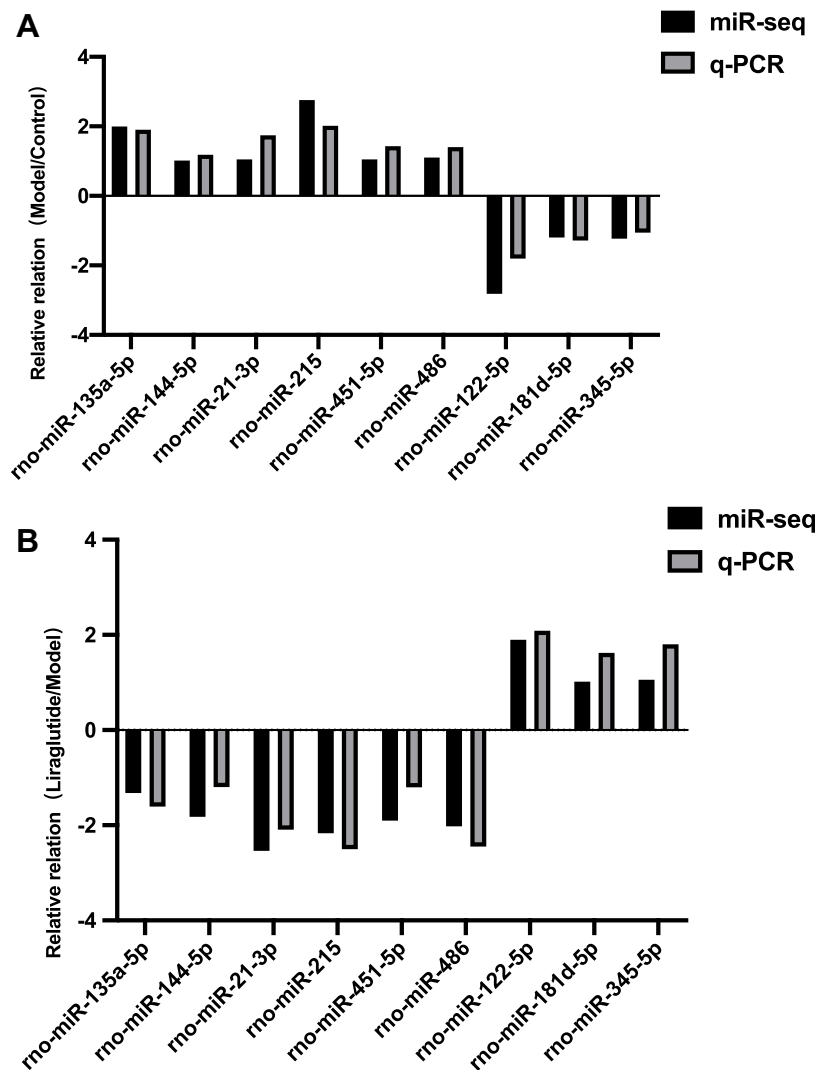 A
miR-seq
q-PCR
Relative relation（Model/Control）
4
2
0
-2
-4
rno-miR-135a-5p
rno-miR-144-5p
rno-miR-21-3p
rno-miR-215
rno-miR-451-5p
rno-miR-486
rno-miR-122-5p
rno-miR-181d-5p
rno-miR-345-5p
B
miR-seq
q-PCR
Relative relation（Liraglutide/Model）
4
2
0
-2
-4
rno-miR-135a-5p
rno-miR-144-5p
rno-miR-21-3p
rno-miR-215
rno-miR-451-5p
rno-miR-486
rno-miR-122-5p
rno-miR-181d-5p
rno-miR-345-5p